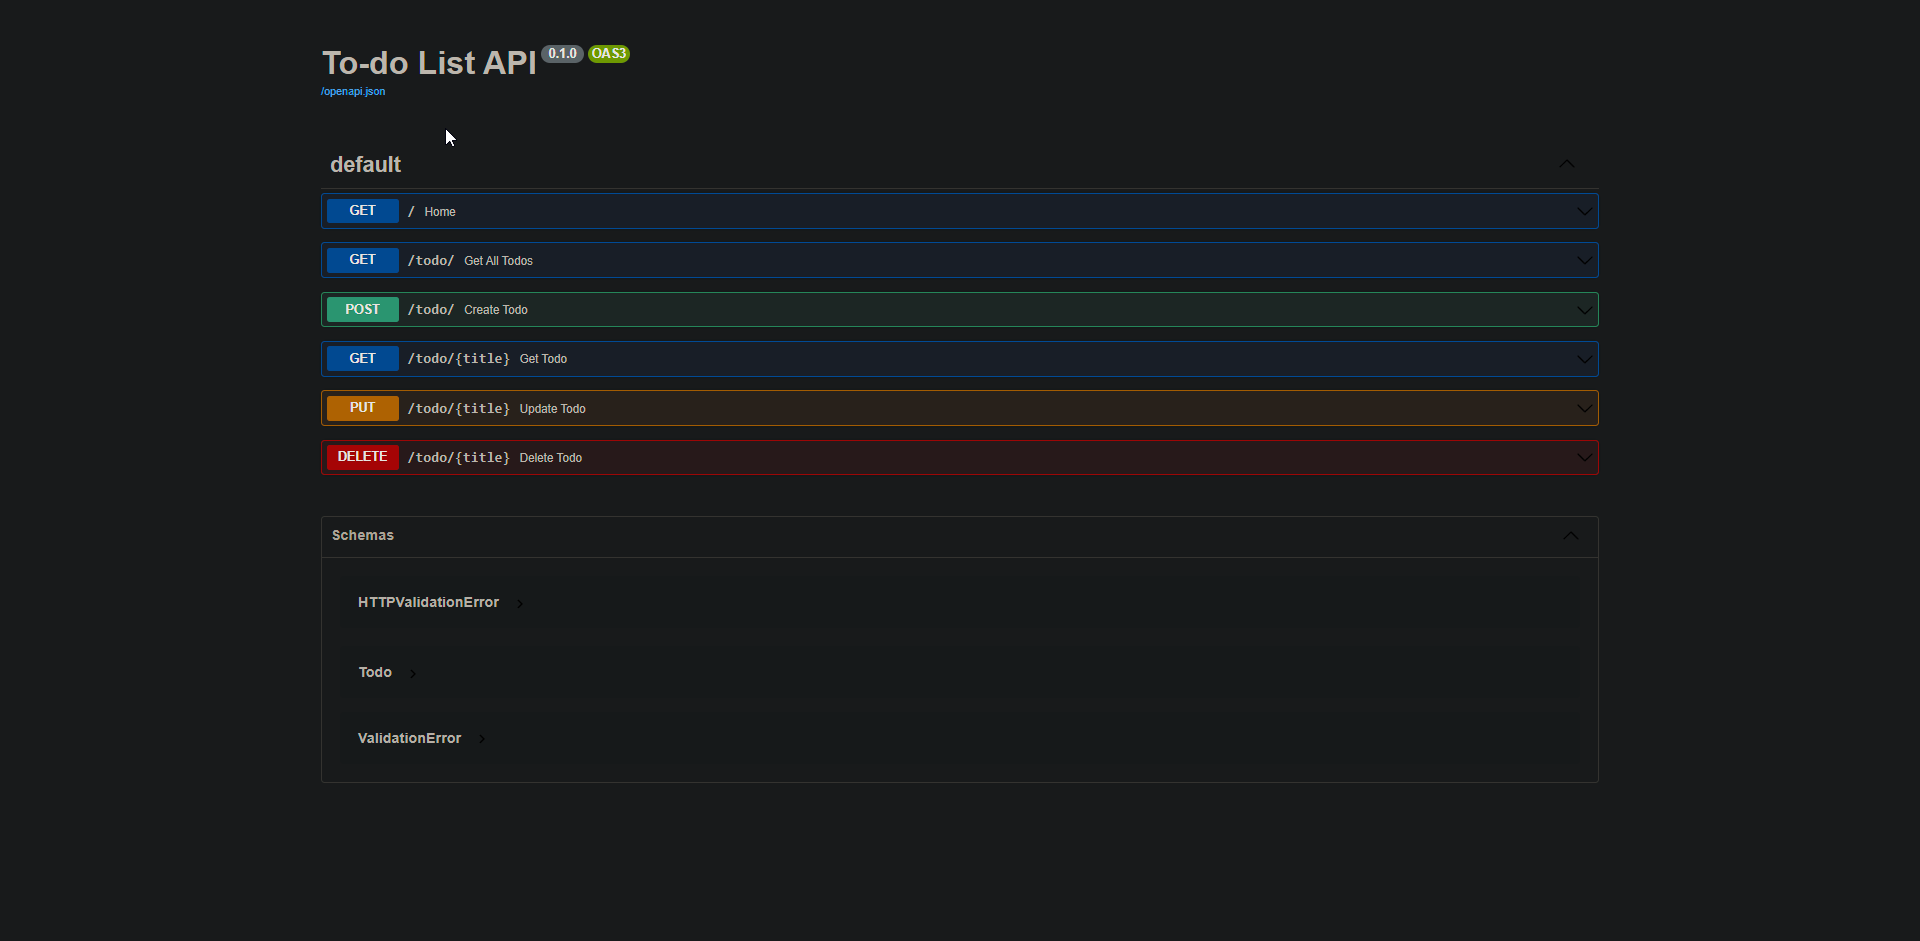 To-do List API 0.1.0 OAS3
/openapi.json
default
GET / Home
GET /todo/ Get All Todos
POST /todo/ Create Todo
GET /todo/{title} Get Todo
PUT /todo/{title} Update Todo
DELETE /todo/{title} Delete Todo
Schemas
HTTPValidationError
Todo
ValidationError